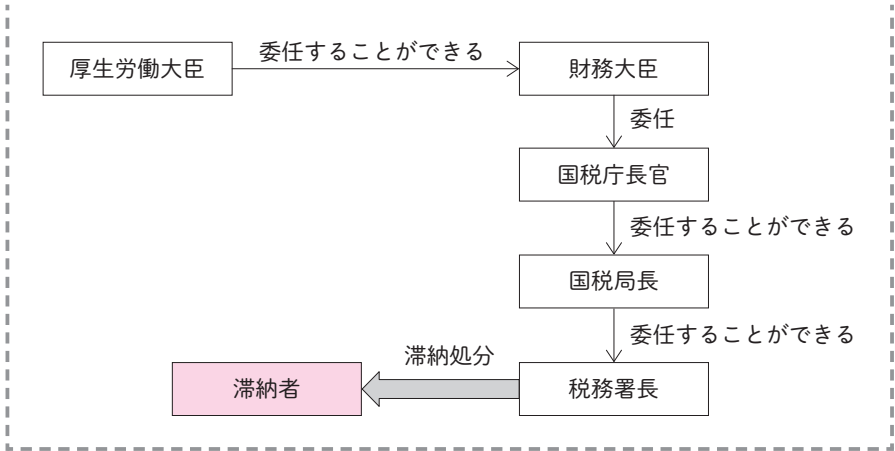 厚生労働大臣
委任することができる
財務大臣
委任
国税庁長官
委任することができる
国税局長
委任することができる
滞納者
滞納処分
税務署長